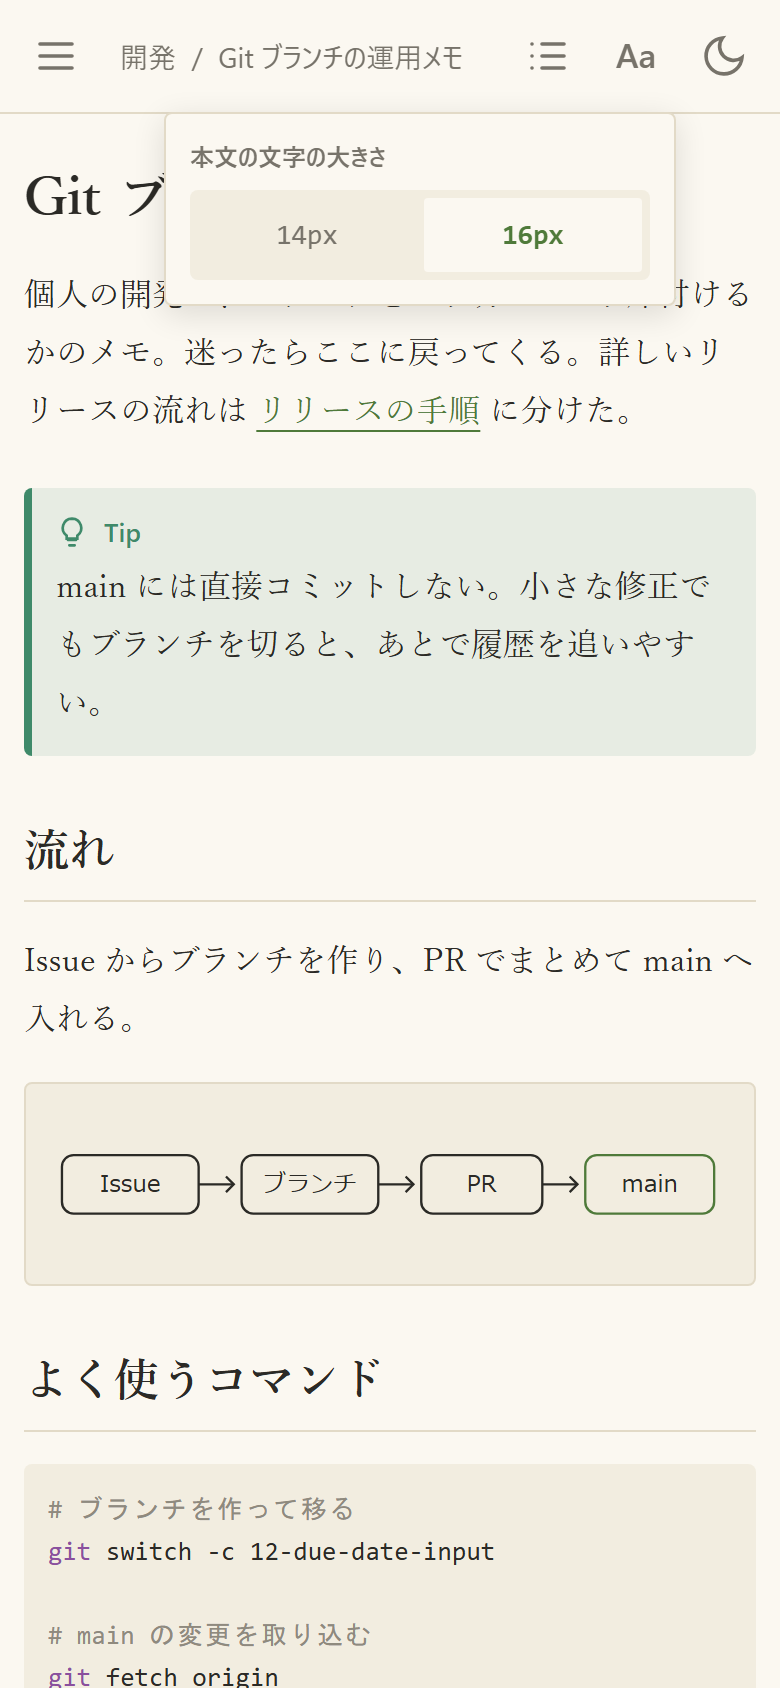 開発 / Git ブランチの運用メモ
Aa
本文の文字の大きさ
14px
16px
Git ブ
個人の開発
付ける
かのメモ。迷ったらここに戻ってくる。詳しいリ
リースの流れは リリースの手順 に分けた。
Tip
main には直接コミットしない。小さな修正で
もブランチを切ると、あとで履歴を追いやす
い。
流れ
Issue からブランチを作り、PR でまとめて main へ
入れる。
Issue
ブランチ
PR
main
よく使うコマンド
# ブランチを作って移る
git switch -c 12-due-date-input
# main の変更を取り込む
git fetch origin